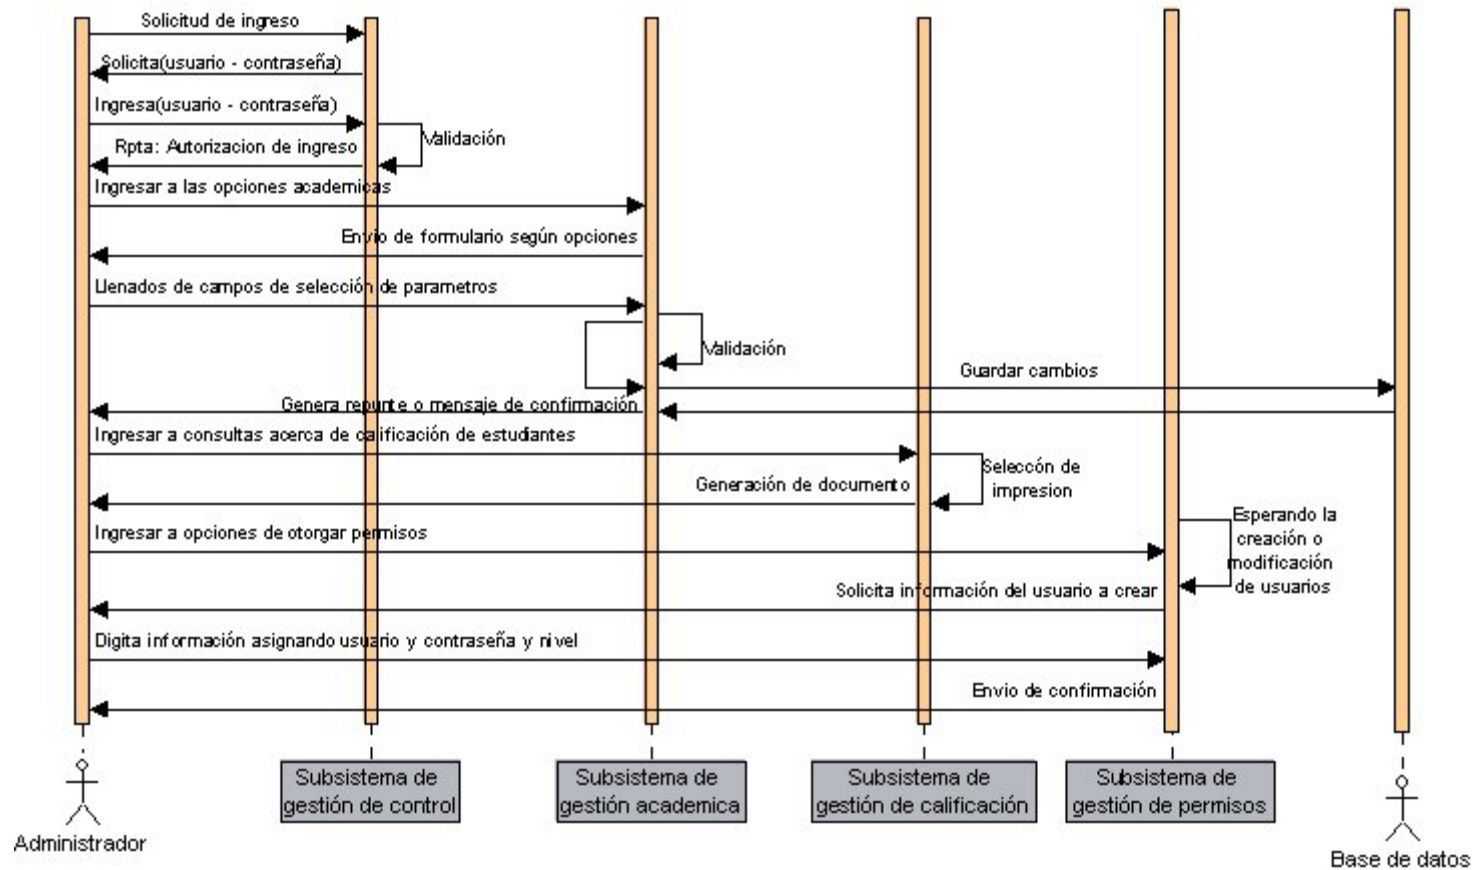 Solicitud de ingreso
Solicita(usuario - contraseña)
Ingresa(usuario - contraseña)
Validación
Rpta: Autorizacion de ingreso
Ingresar a las opciones academicas
Envio de formulario según opciones
Llenados de campos de selección de parametros
Validación
Guardar cambios
Genera repunte o mensaje de confirmación
Ingresar a consultas acerca de calificación de estudiantes
Seleccón de
impresion
Generación de documento
Esperando la
creación o
modificación
de usuarios
Ingresar a opciones de otorgar permisos
Solicita información del usuario a crear
Digita información asignando usuario y contraseña y nivel
Envio de confirmación
Administrador
Subsistema de
gestión de control
Subsistema de
gestión academica
Subsistema de
gestión de calificación
Subsistema de
gestión de permisos
Base de datos